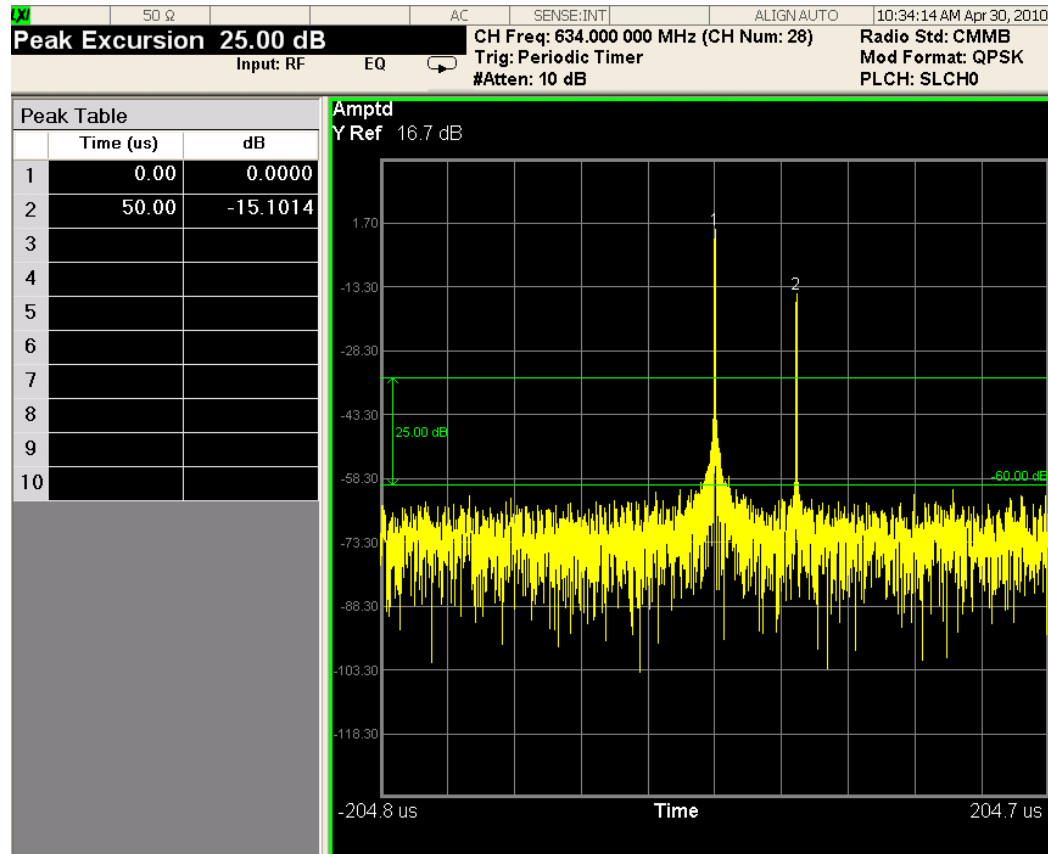 LXI 50 Ω AC SENSE:INT ALIGN AUTO 10:34:14 AM Apr 30, 2010
Peak Excursion 25.00 dB
Input: RF EQ
CH Freq: 634.000 000 MHz (CH Num: 28)
Trig: Periodic Timer
#Atten: 10 dB
Radio Std: CMMB
Mod Format: QPSK
PLCH: SLCH0
Peak Table
Time (us) dB
1 0.00 0.0000
2 50.00 -15.1014
3
4
5
6
7
8
9
10
Amptd
Y Ref 16.7 dB
1.70
-13.30
-28.30
-43.30
-58.30
-73.30
-88.30
-103.30
-118.30
1
2
25.00 dB
-60.00 dB
-204.8 us Time 204.7 us